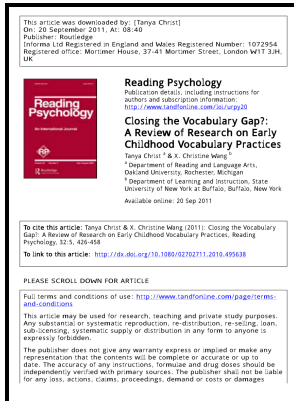 This article was downloaded by: [Tanya Christ]
On: 20 September 2011, At: 08:40
Publisher: Routledge
Informa Ltd Registered in England and Wales Registered Number: 1072954
Registered office: Mortimer House, 37-41 Mortimer Street, London W1T 3JH,
UK
Reading
Psychology
Reading Psychology
Publication details, including instructions for
authors and subscription information:
http://www.tandfonline.com/loi/urpy20
Closing the Vocabulary Gap?:
A Review of Research on Early
Childhood Vocabulary Practices
Tanya Christ a & X. Christine Wang b
a Department of Reading and Language Arts,
Oakland University, Rochester, Michigan
b Department of Learning and Instruction, State
University of New York at Buffalo, Buffalo, New York
Available online: 20 Sep 2011
To cite this article: Tanya Christ & X. Christine Wang (2011): Closing the Vocabulary
Gap?: A Review of Research on Early Childhood Vocabulary Practices, Reading
Psychology, 32:5, 426-458
To link to this article: http://dx.doi.org/10.1080/02702711.2010.495638
PLEASE SCROLL DOWN FOR ARTICLE
Full terms and conditions of use: http://www.tandfonline.com/page/terms-
and-conditions
This article may be used for research, teaching and private study purposes.
Any substantial or systematic reproduction, re-distribution, re-selling, loan,
sub-licensing, systematic supply or distribution in any form to anyone is
expressly forbidden.
The publisher does not give any warranty express or implied or make any
representation that the contents will be complete or accurate or up to
date. The accuracy of any instructions, formulae and drug doses should be
independently verified with primary sources. The publisher shall not be liable
for any loss, actions, claims, proceedings, demand or costs or damages